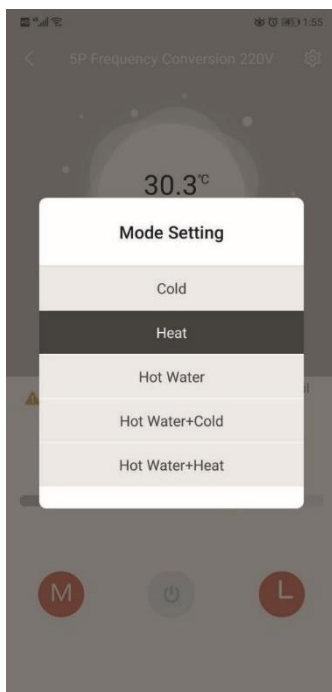 1:55
5P Frequency Conversion 220V
30.3℃
Mode Setting
Cold
Heat
Hot Water
Hot Water+Cold
Hot Water+Heat
M